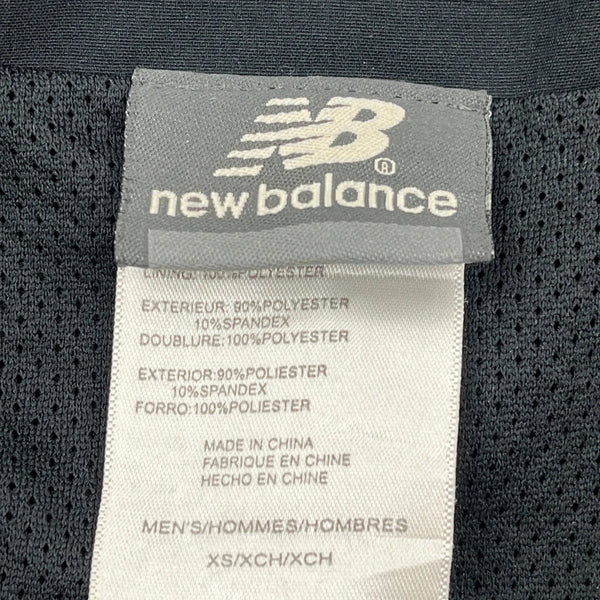 NB
®
new balance
LINING: 100%POLYESTER
EXTERIEUR: 90%POLYESTER
10%SPANDEX
DOUBLURE:100%POLYESTER
EXTERIOR:90%POLIESTER
10%SPANDEX
FORRO:100%POLIESTER
MADE IN CHINA
FABRIQUE EN CHINE
HECHO EN CHINE
MEN'S/HOMMES/HOMBRES
XS/XCH/XCH